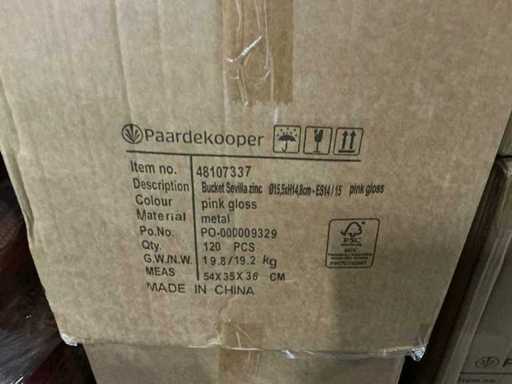 Paardekooper
Item no. 48107337
Description Bucket Sevilla zinc Ø15,5xH14,8cm - ES14 / 15 pink gloss
Colour pink gloss
Material metal
Po.No. PO-000009329
Qty. 120 PCS
G.W/N.W. 19.8/19.2 kg
MEAS 54X35X36 CM
MADE IN CHINA
FSC